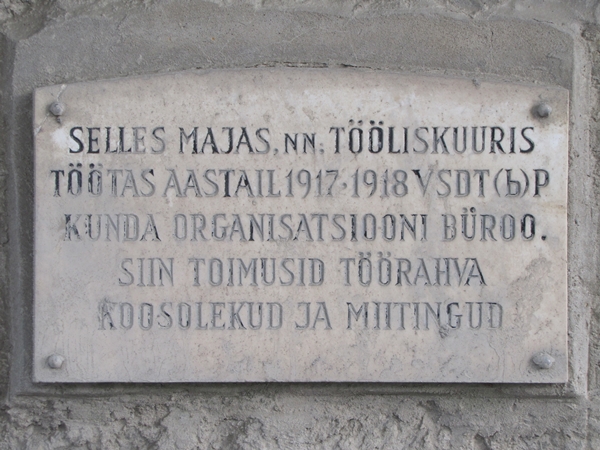 SELLES MAJAS, NN. TÖÖLISKUURIS
TÖÖTAS AASTAIL 1917-1918 VSDT(b)P
KUNDA ORGANISATSIOONI BÜROO.
SIIN TOIMUSID TÖÖRAHVA
KOOSOLEKUD JA MIITINGUD